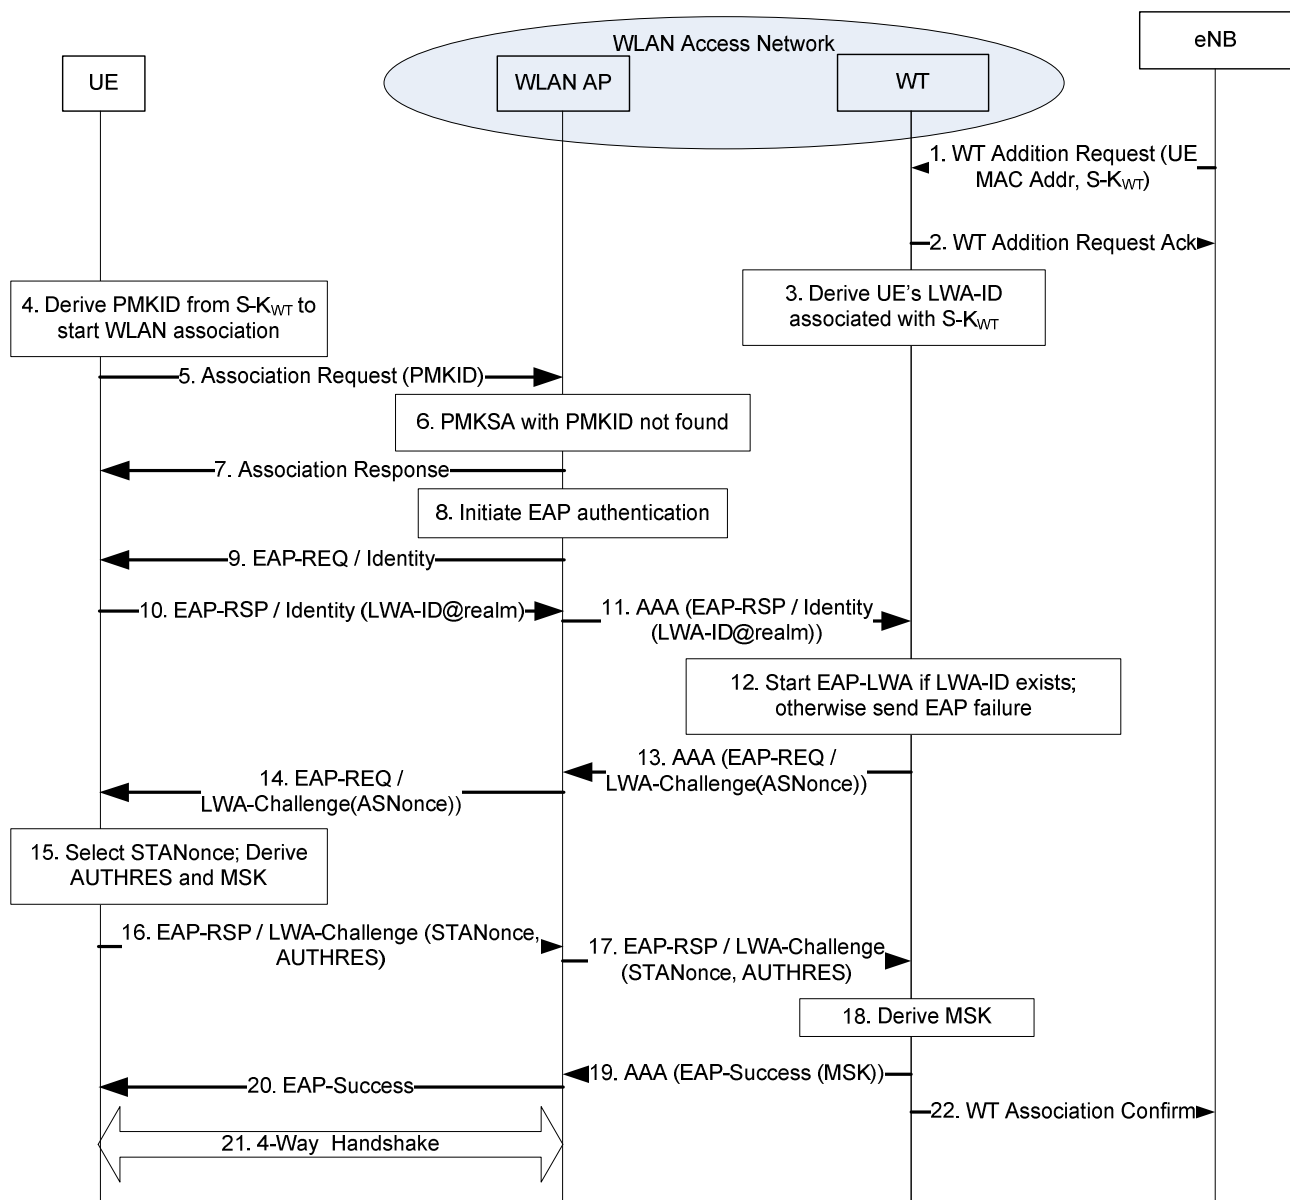 WLAN Access Network
eNB
UE
WLAN AP
WT
1. WT Addition Request (UE
MAC Addr, S-KWT)
2. WT Addition Request Ack
3. Derive UE's LWA-ID
associated with S-KWT
4. Derive PMKID from S-KWT to
start WLAN association
5. Association Request (PMKID)
6. PMKSA with PMKID not found
7. Association Response
8. Initiate EAP authentication
9. EAP-REQ / Identity
10. EAP-RSP / Identity (LWA-ID@realm)
11. AAA (EAP-RSP / Identity
(LWA-ID@realm))
12. Start EAP-LWA if LWA-ID exists;
otherwise send EAP failure
13. AAA (EAP-REQ /
LWA-Challenge(ASNonce))
14. EAP-REQ /
LWA-Challenge(ASNonce))
15. Select STANonce; Derive
AUTHRES and MSK
16. EAP-RSP / LWA-Challenge (STANonce,
AUTHRES)
17. EAP-RSP / LWA-Challenge
(STANonce, AUTHRES)
18. Derive MSK
19. AAA (EAP-Success (MSK))
20. EAP-Success
22. WT Association Confirm
21. 4-Way Handshake